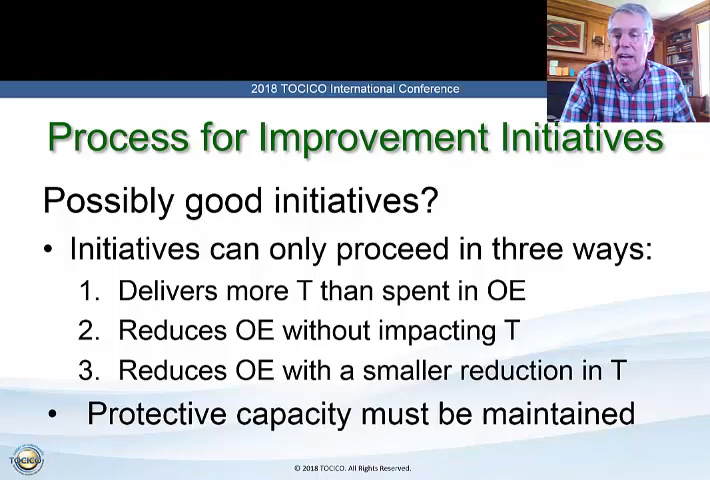 2018 TOCICO International Conference
Process for Improvement Initiatives
Possibly good initiatives?
• Initiatives can only proceed in three ways:
1. Delivers more T than spent in OE
2. Reduces OE without impacting T
3. Reduces OE with a smaller reduction in T
• Protective capacity must be maintained
TOCICO
© 2018 TOCICO. All Rights Reserved.